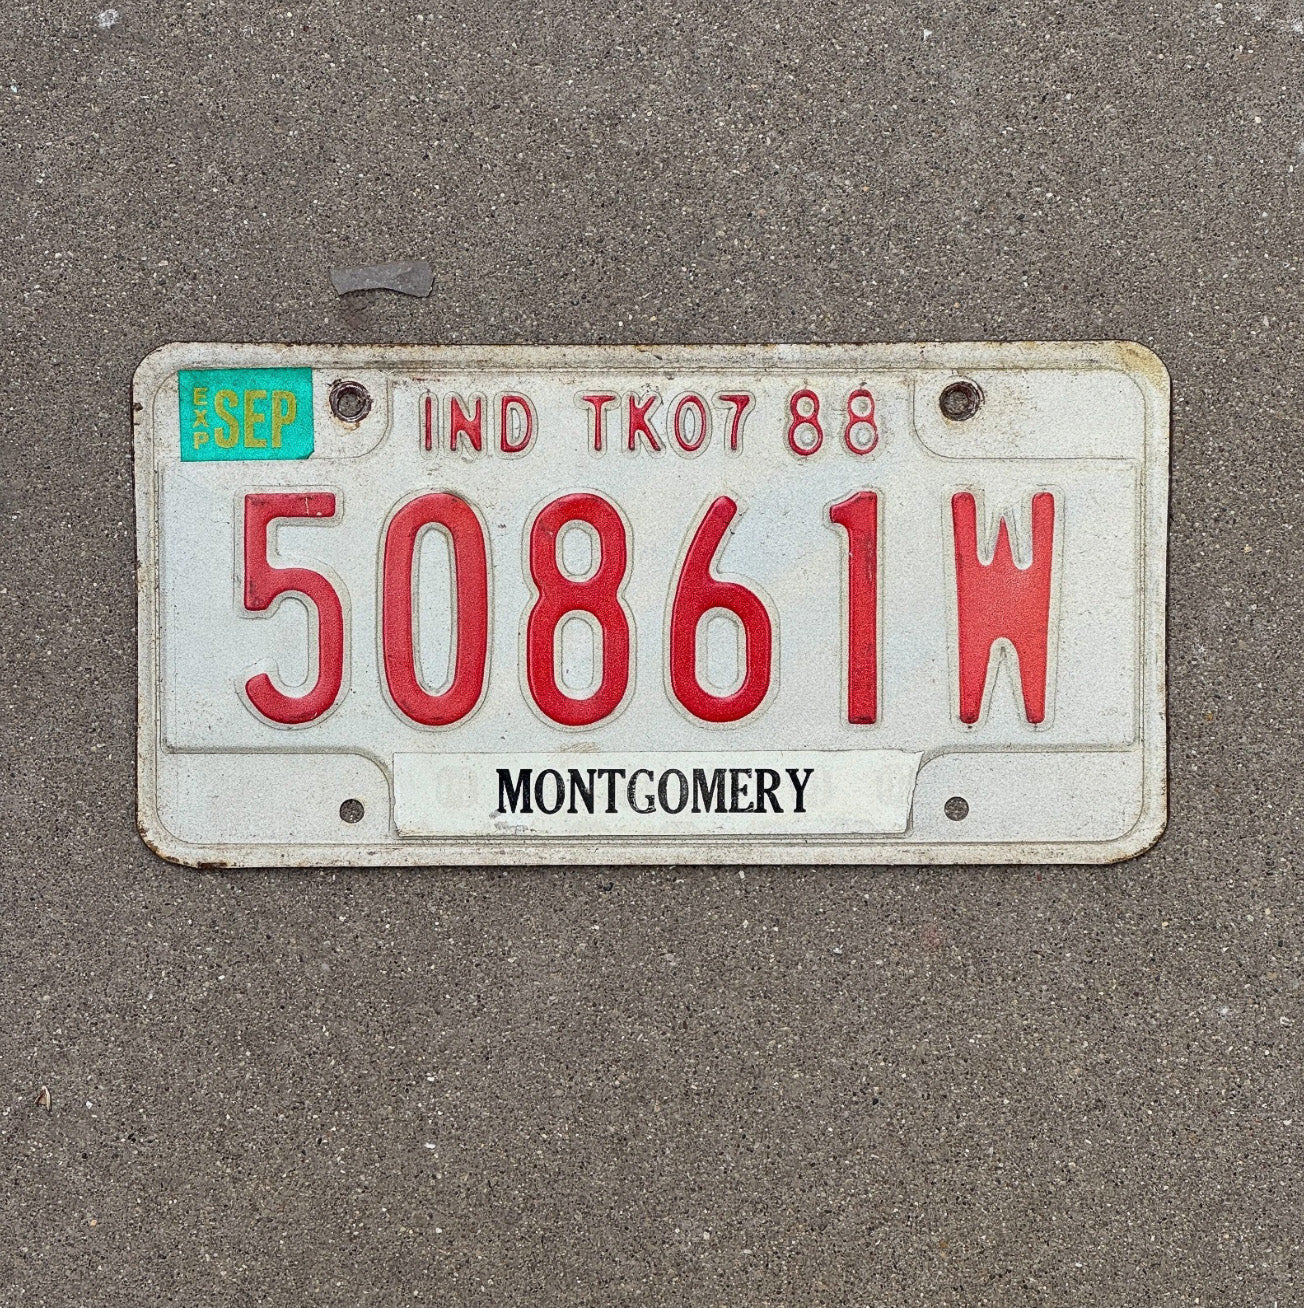 EXP SEP
IND TK07 88
50861W
MONTGOMERY